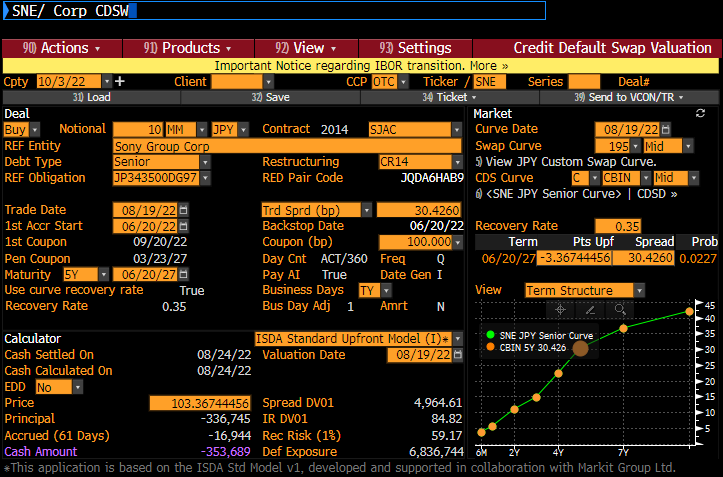 SNE/ Corp CDSW
90) Actions 91) Products 92) View 93) Settings Credit Default Swap Valuation
Important Notice regarding IBOR transition. More »
Cpty 10/3/22 + Client CCP OTC Ticker / SNE Series Deal#
31) Load 32) Save 34) Ticket 39) Send to VCON/TR
Deal Market
Buy Notional 10 MM JPY Contract 2014 SJAC Curve Date 08/19/22
REF Entity Sony Group Corp Swap Curve 195 Mid
Debt Type Senior Restructuring CR14 5) View JPY Custom Swap Curve.
REF Obligation JP343500DG97 RED Pair Code JQDA6HAB9 CDS Curve C CBIN Mid
6) <SNE JPY Senior Curve> | CDSD »
Trade Date 08/19/22 Trd Sprd (bp) 30.4260
1st Accr Start 06/20/22 Backstop Date 06/20/22 Recovery Rate 0.35
1st Coupon 09/20/22 Coupon (bp) 100.000 Term Pts Upf Spread Prob
Pen Coupon 03/23/27 Day Cnt ACT/360 Freq Q 06/20/27 -3.36744456 30.4260 0.0227
Maturity 5Y 06/20/27 Pay AI True Date Gen I
Use curve recovery rate True Business Days TY View Term Structure
Recovery Rate 0.35 Bus Day Adj 1 Amrt N
Calculator ISDA Standard Upfront Model (I)*
Cash Settled On 08/24/22 Valuation Date 08/19/22
Cash Calculated On 08/24/22
EDD No
Price 103.36744456 Spread DV01 4,964.61
Principal -336,745 IR DV01 84.82
Accrued (61 Days) -16,944 Rec Risk (1%) 59.17
Cash Amount -353,689 Def Exposure 6,836,744
SNE JPY Senior Curve
CBIN 5Y 30.426
45
40
35
30
25
20
15
10
5
0
6M 2Y 4Y 7Y
*This application is based on the ISDA Std Model v1, developed and supported in collaboration with Markit Group Ltd.